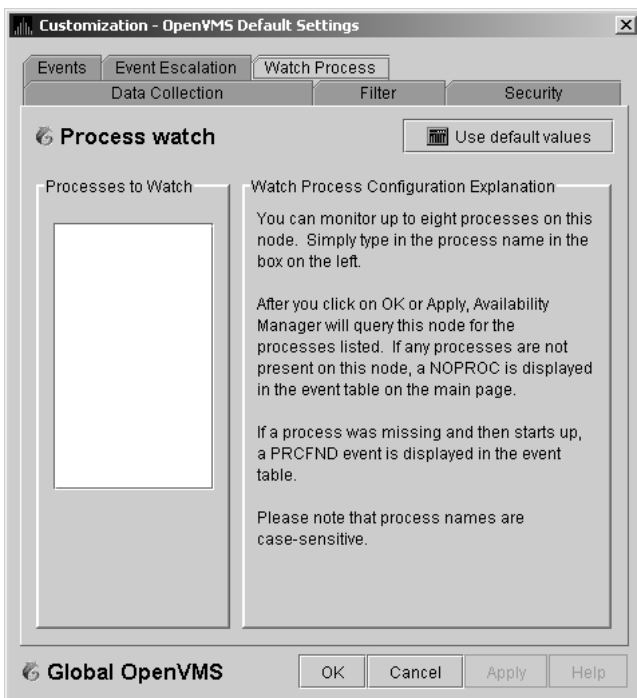 Customization - OpenVMS Default Settings
Events
Event Escalation
Watch Process
Data Collection
Filter
Security
Process watch
Use default values
Processes to Watch
Watch Process Configuration Explanation
You can monitor up to eight processes on this
node. Simply type in the process name in the
box on the left.
After you click on OK or Apply, Availability
Manager will query this node for the
processes listed. If any processes are not
present on this node, a NOPROC is displayed
in the event table on the main page.
If a process was missing and then starts up,
a PRCFND event is displayed in the event
table.
Please note that process names are
case-sensitive.
Global OpenVMS
OK
Cancel
Apply
Help